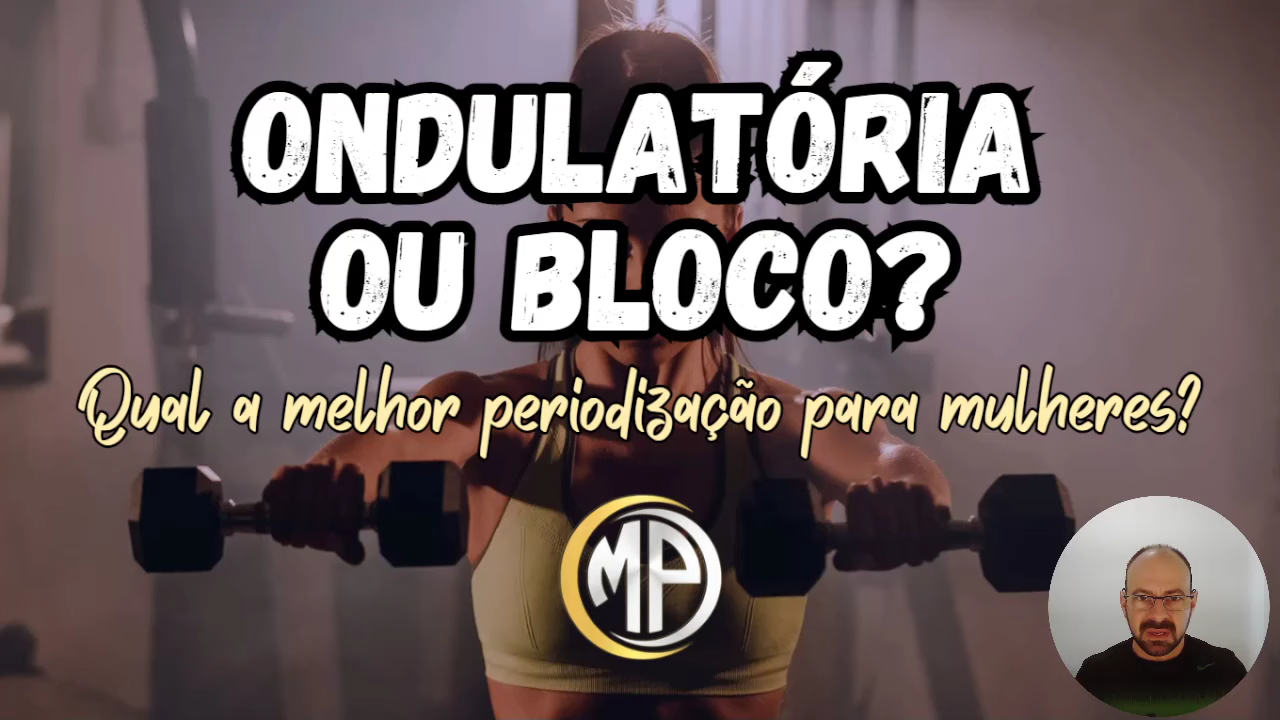 ONDULATÓRIA
OU BLOCO?
Qual a melhor periodização para mulheres?
MP